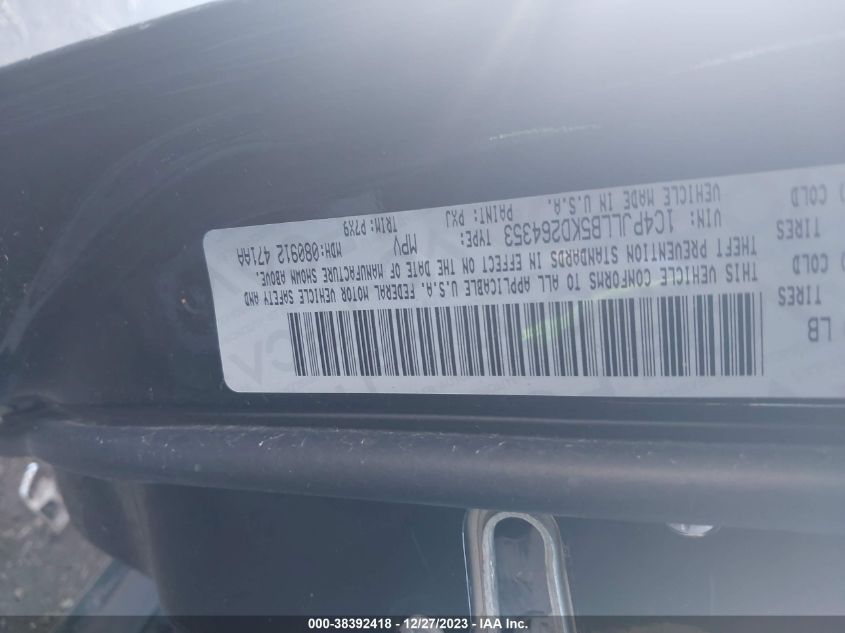 LB
TIRES
COLD
TIRES
COLD
THIS VEHICLE CONFORMS TO ALL APPLICABLE U.S.A. FEDERAL MOTOR VEHICLE SAFETY AND
THEFT PREVENTION STANDARDS IN EFFECT ON THE DATE OF MANUFACTURE SHOWN ABOVE.
VIN: 1C4PJLLB5KD264353 TYPE: MPV MDH:080912 471AA
VEHICLE MADE IN U.S.A. PAINT: PXJ TRIM:P7X9
000-38392418 - 12/27/2023 - IAA Inc.